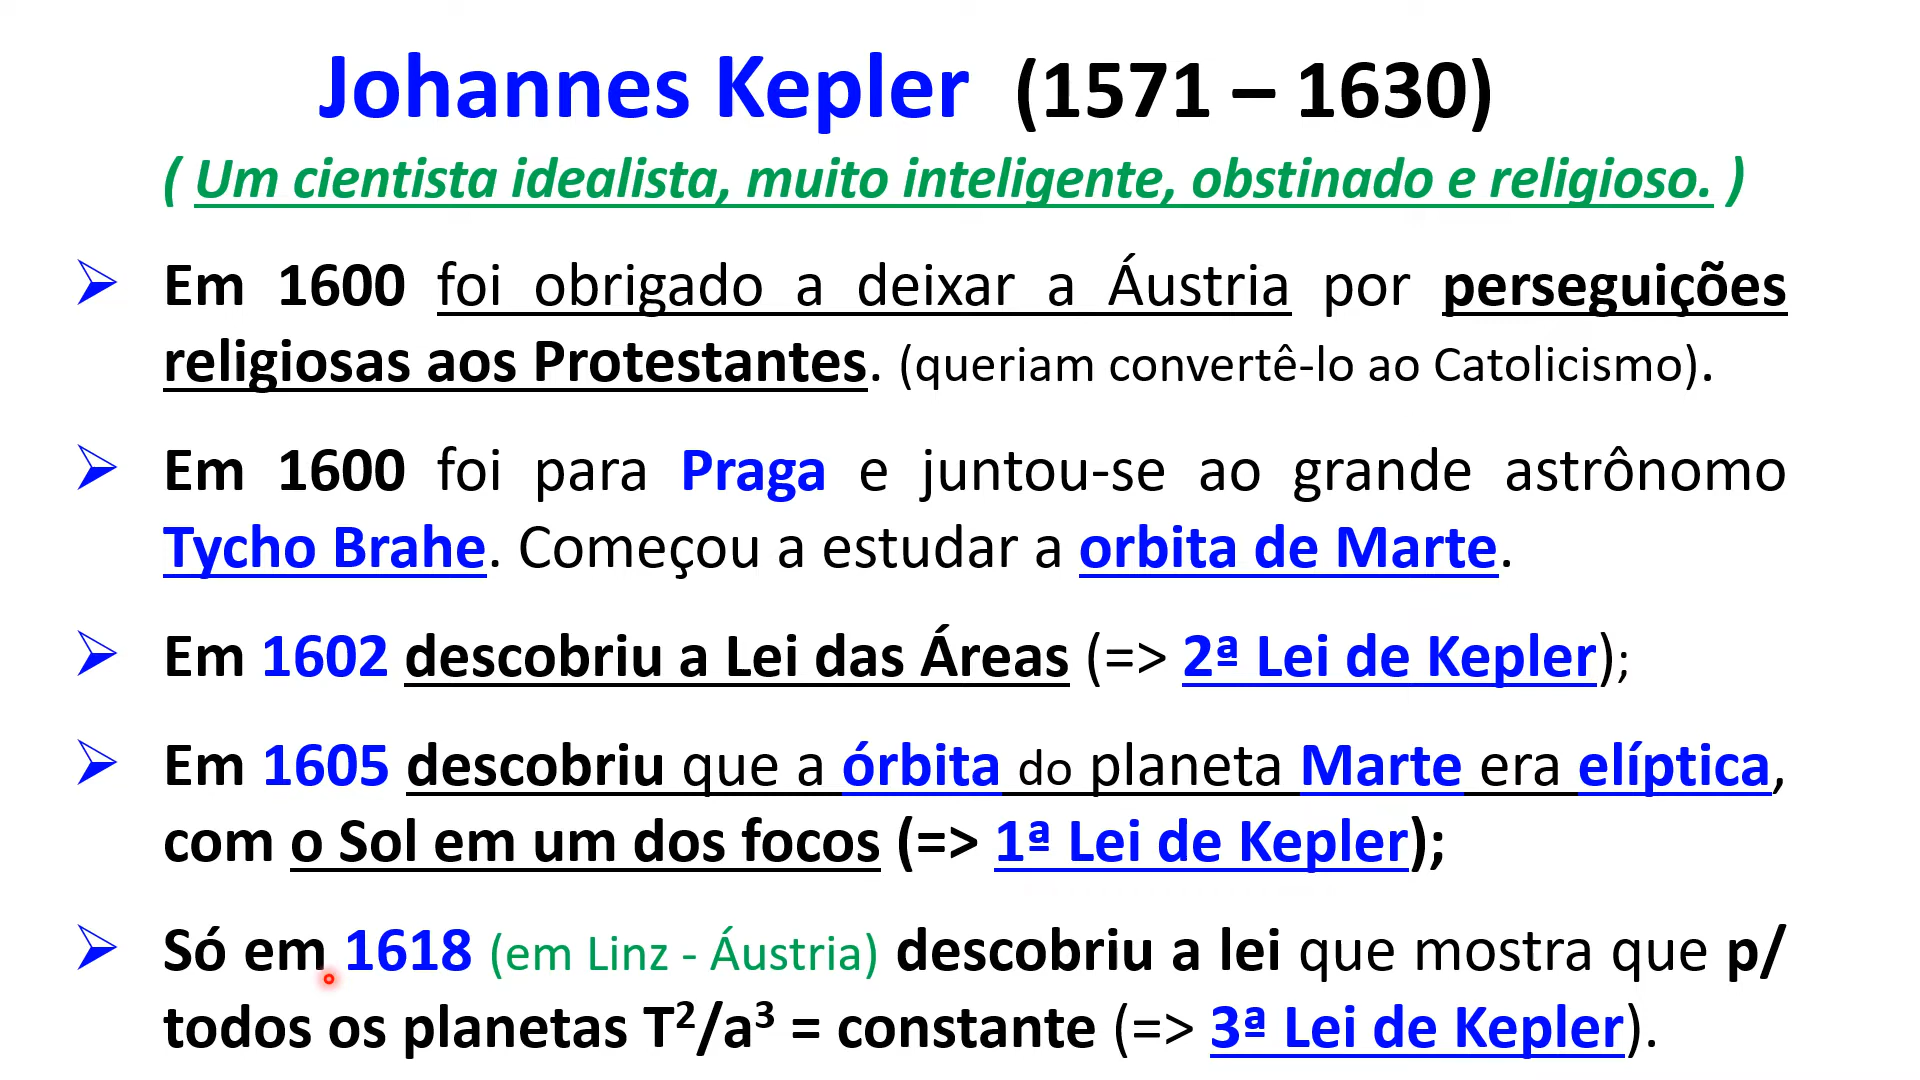 Johannes Kepler (1571 – 1630)
( Um cientista idealista, muito inteligente, obstinado e religioso. )
➢ Em 1600 foi obrigado a deixar a Áustria por perseguições
religiosas aos Protestantes. (queriam convertê-lo ao Catolicismo).
➢ Em 1600 foi para Praga e juntou-se ao grande astrônomo
Tycho Brahe. Começou a estudar a orbita de Marte.
➢ Em 1602 descobriu a Lei das Áreas (=> 2ª Lei de Kepler);
➢ Em 1605 descobriu que a órbita do planeta Marte era elíptica,
com o Sol em um dos focos (=> 1ª Lei de Kepler);
➢ Só em 1618 (em Linz - Áustria) descobriu a lei que mostra que p/
todos os planetas T²/a³ = constante (=> 3ª Lei de Kepler).